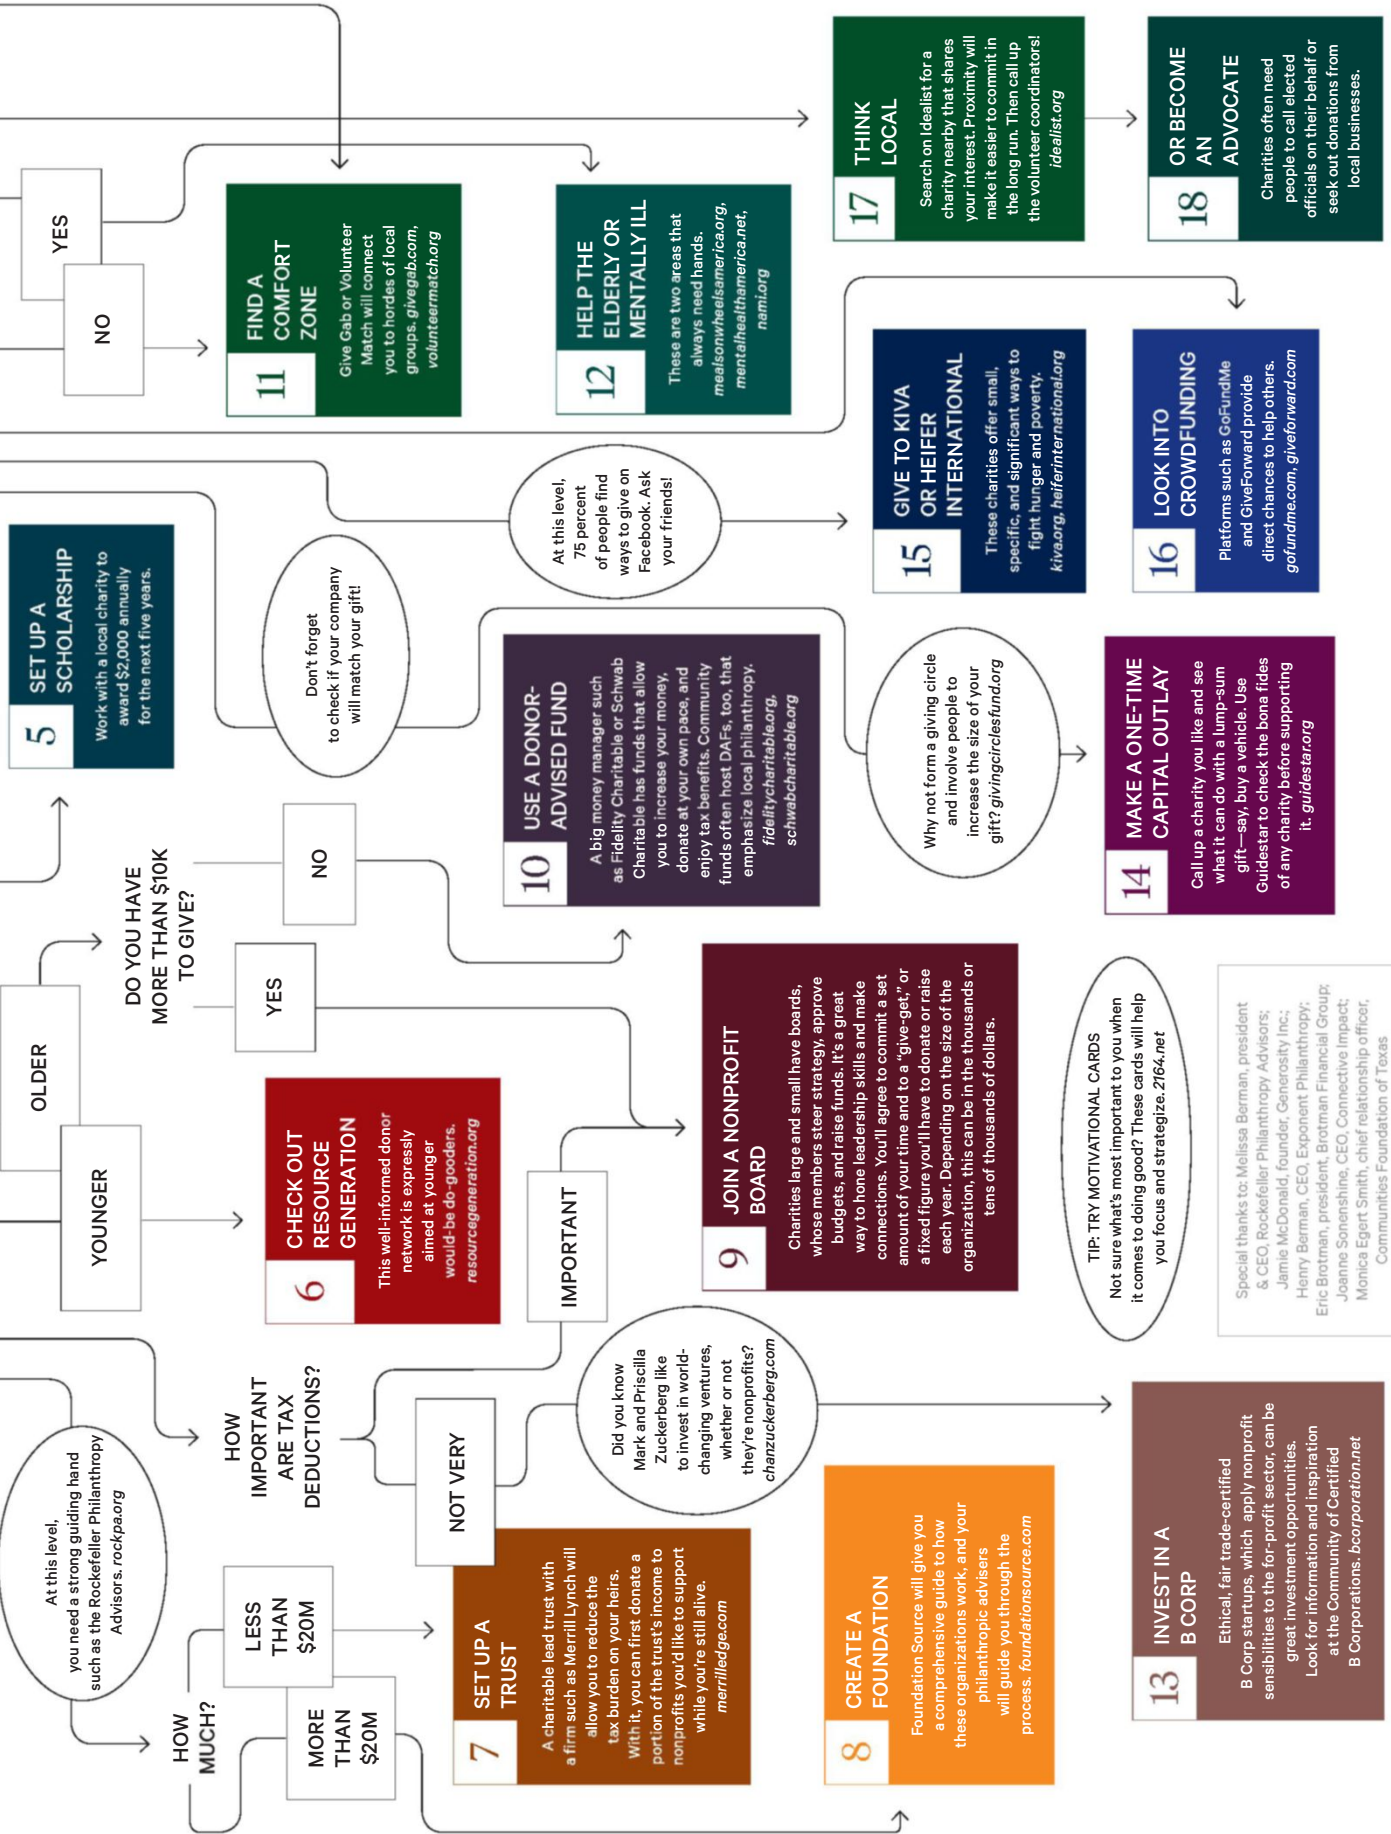 At this level,
you need a strong guiding hand
such as the Rockefeller Philanthropy
Advisors. rockpa.org
HOW
MUCH?
LESS
THAN
$20M
MORE
THAN
$20M
7
SET UP A
TRUST
A charitable lead trust with
a firm such as Merrill Lynch will
allow you to reduce the
tax burden on your heirs.
With it, you can first donate a
portion of the trust's income to
nonprofits you'd like to support
while you're still alive.
merrilledge.com
8
CREATE A
FOUNDATION
Foundation Source will give you
a comprehensive guide to how
these organizations work, and your
philanthropic advisers
will guide you through the
process. foundationsource.com
HOW
IMPORTANT
ARE TAX
DEDUCTIONS?
NOT VERY
IMPORTANT
Did you know
Mark and Priscilla
Zuckerberg like
to invest in world-
changing ventures,
whether or not
they're nonprofits?
chanzuckerberg.com
13
INVEST IN A
B CORP
Ethical, fair trade-certified
B Corp startups, which apply nonprofit
sensibilities to the for-profit sector, can be
great investment opportunities.
Look for information and inspiration
at the Community of Certified
B Corporations. bcorporation.net
YOUNGER
OLDER
6
CHECK OUT
RESOURCE
GENERATION
This well-informed donor
network is expressly
aimed at younger
would-be do-gooders.
resourcegeneration.org
DO YOU HAVE
MORE THAN $10K
TO GIVE?
YES
NO
9
JOIN A NONPROFIT
BOARD
Charities large and small have boards,
whose members steer strategy, approve
budgets, and raise funds. It's a great
way to hone leadership skills and make
connections. You'll agree to commit a set
amount of your time and to a "give-get," or
a fixed figure you'll have to donate or raise
each year. Depending on the size of the
organization, this can be in the thousands or
tens of thousands of dollars.
TIP: TRY MOTIVATIONAL CARDS
Not sure what's most important to you when
it comes to doing good? These cards will help
you focus and strategize. 2164.net
Special thanks to: Melissa Berman, president
& CEO, Rockefeller Philanthropy Advisors;
Jamie McDonald, founder, Generosity Inc.;
Henry Berman, CEO, Exponent Philanthropy;
Eric Brotman, president, Brotman Financial Group;
Joanne Sonenshine, CEO, Connective Impact;
Monica Egert Smith, chief relationship officer,
Communities Foundation of Texas
5
SET UP A
SCHOLARSHIP
Work with a local charity to
award $2,000 annually
for the next five years.
Don't forget
to check if your company
will match your gift!
10
USE A DONOR-
ADVISED FUND
A big money manager such
as Fidelity Charitable or Schwab
Charitable has funds that allow
you to increase your money,
donate at your own pace, and
enjoy tax benefits. Community
funds often host DAFs, too, that
emphasize local philanthropy.
fidelitycharitable.org,
schwabcharitable.org
Why not form a giving circle
and involve people to
increase the size of your
gift? givingcirclesfund.org
14
MAKE A ONE-TIME
CAPITAL OUTLAY
Call up a charity you like and see
what it can do with a lump-sum
gift—say, buy a vehicle. Use
Guidestar to check the bona fides
of any charity before supporting
it. guidestar.org
At this level,
75 percent
of people find
ways to give on
Facebook. Ask
your friends!
15
GIVE TO KIVA
OR HEIFER
INTERNATIONAL
These charities offer small,
specific, and significant ways to
fight hunger and poverty.
kiva.org, heiferinternational.org
16
LOOK INTO
CROWDFUNDING
Platforms such as GoFundMe
and GiveForward provide
direct chances to help others.
gofundme.com, giveforward.com
NO
YES
11
FIND A
COMFORT
ZONE
Give Gab or Volunteer
Match will connect
you to hordes of local
groups. givegab.com,
volunteermatch.org
12
HELP THE
ELDERLY OR
MENTALLY ILL
These are two areas that
always need hands.
mealsonwheelsamerica.org,
mentalhealthamerica.net,
nami.org
17
THINK
LOCAL
Search on Idealist for a
charity nearby that shares
your interest. Proximity will
make it easier to commit in
the long run. Then call up
the volunteer coordinators!
idealist.org
18
OR BECOME
AN
ADVOCATE
Charities often need
people to call elected
officials on their behalf or
seek out donations from
local businesses.